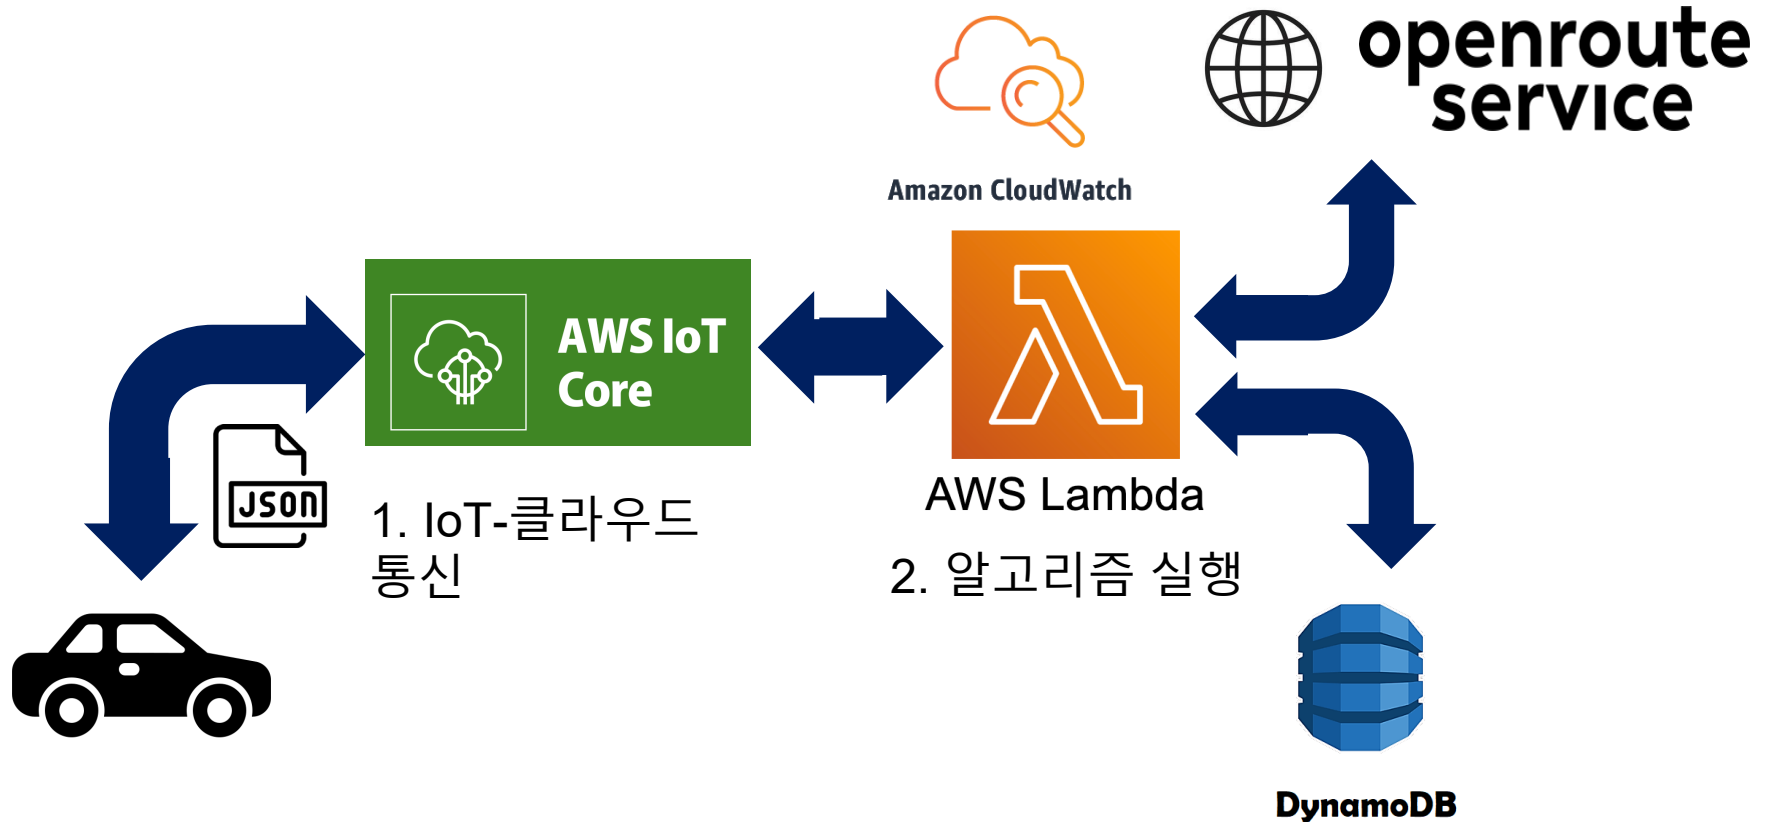 openroute
service
Amazon CloudWatch
AWS IoT
Core
JSON
1. IoT-클라우드
통신
AWS Lambda
2. 알고리즘 실행
DynamoDB